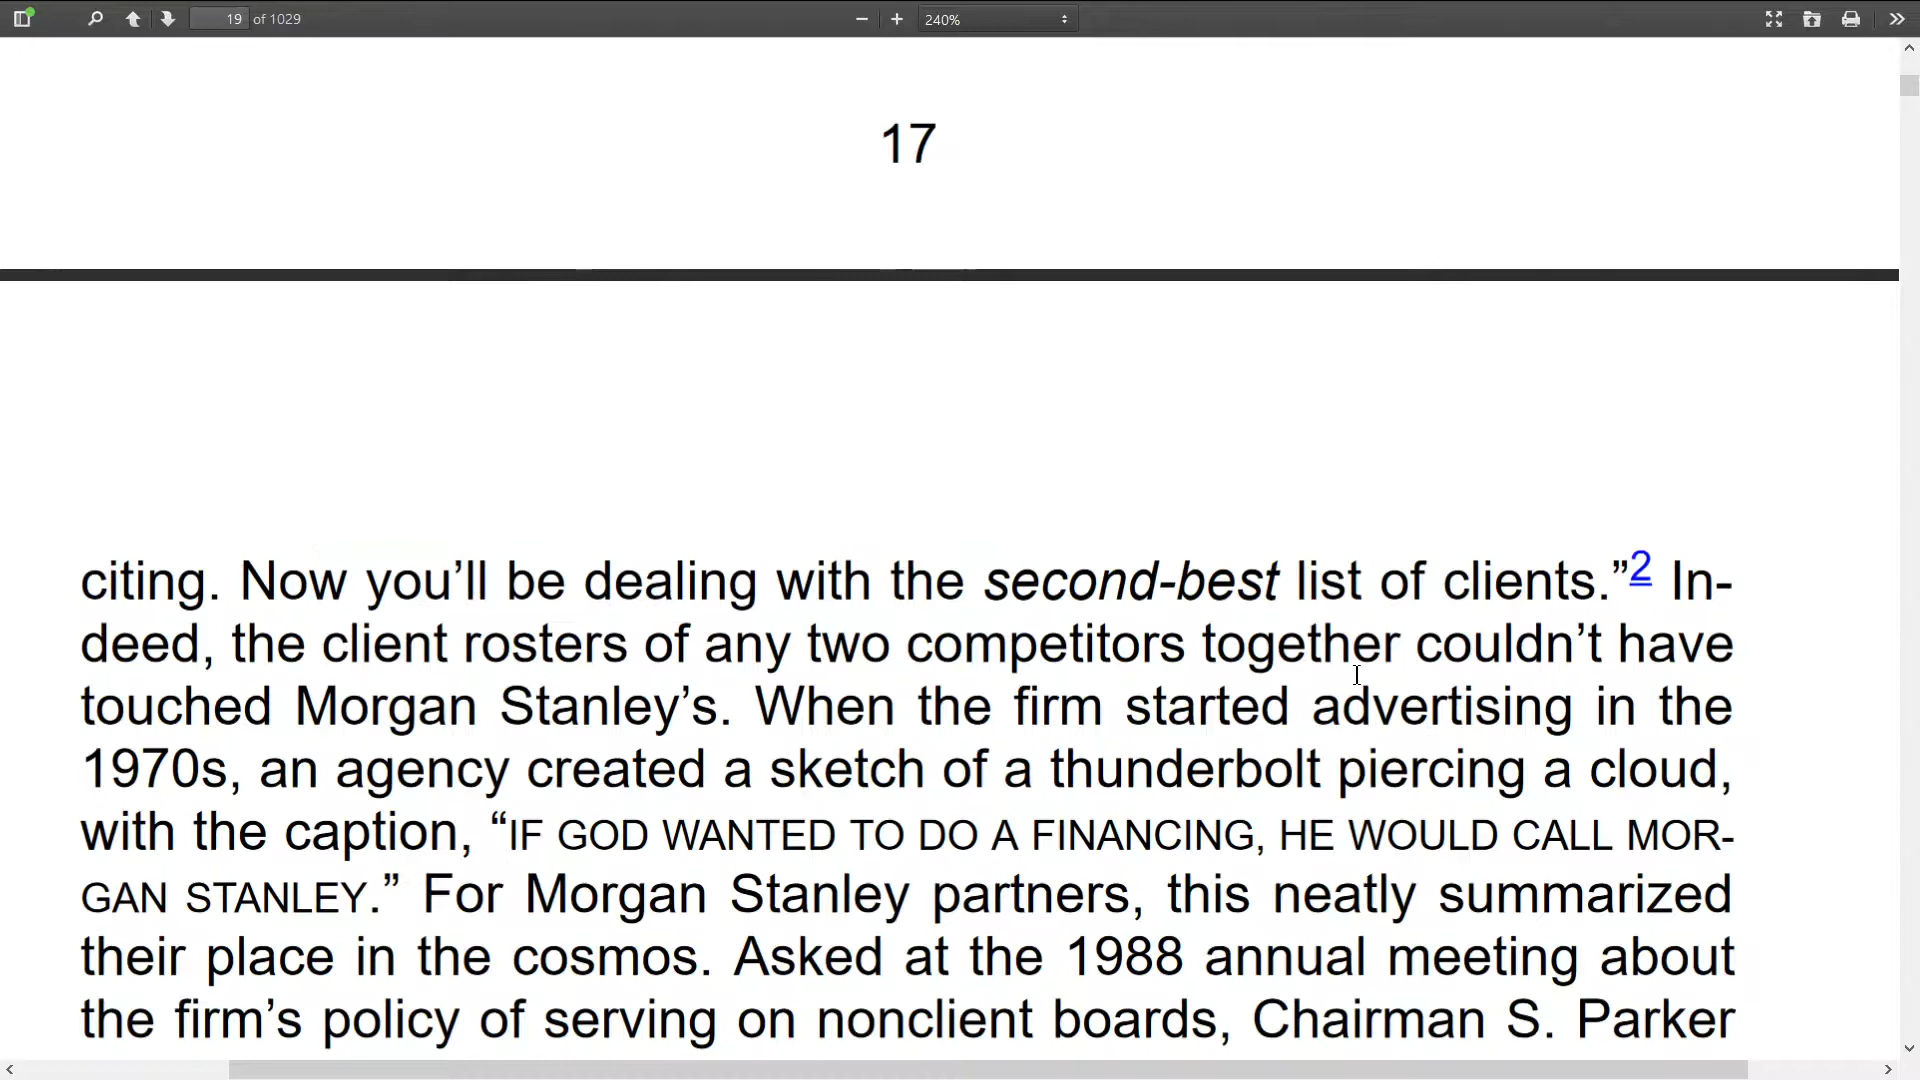 19 of 1029
240%
17
citing. Now you’ll be dealing with the second-best list of clients.”2 In-
deed, the client rosters of any two competitors together couldn’t have
touched Morgan Stanley’s. When the firm started advertising in the
1970s, an agency created a sketch of a thunderbolt piercing a cloud,
with the caption, “IF GOD WANTED TO DO A FINANCING, HE WOULD CALL MOR-
GAN STANLEY.” For Morgan Stanley partners, this neatly summarized
their place in the cosmos. Asked at the 1988 annual meeting about
the firm’s policy of serving on nonclient boards, Chairman S. Parker